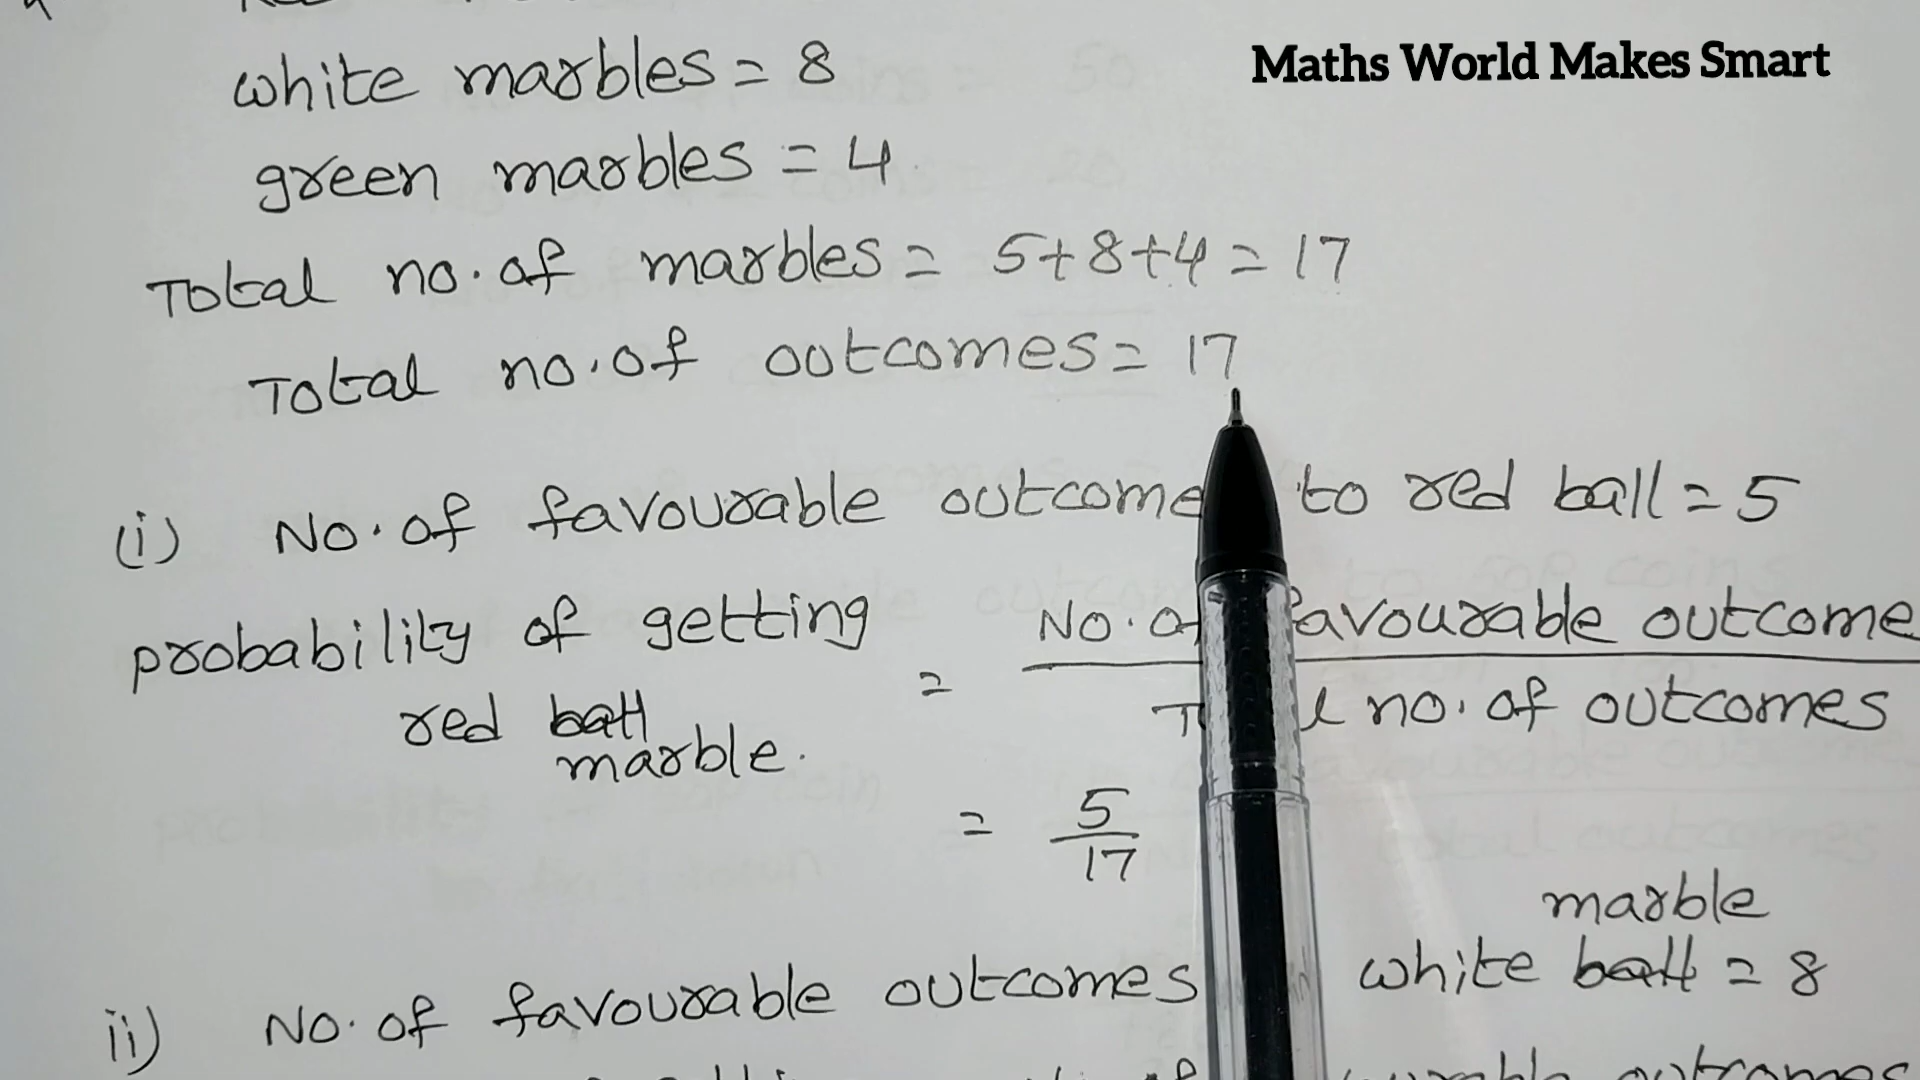 Maths World Makes Smart
white marbles = 8
green marbles = 4
Total no. of marbles = 5+8+4 = 17
Total no. of outcomes = 17
(i) No. of favourable outcome to red ball = 5
probability of getting red ball marble. = No. of favourable outcome / no. of outcomes
= 5/17
marble
ii) No. of favourable outcomes white ball = 8